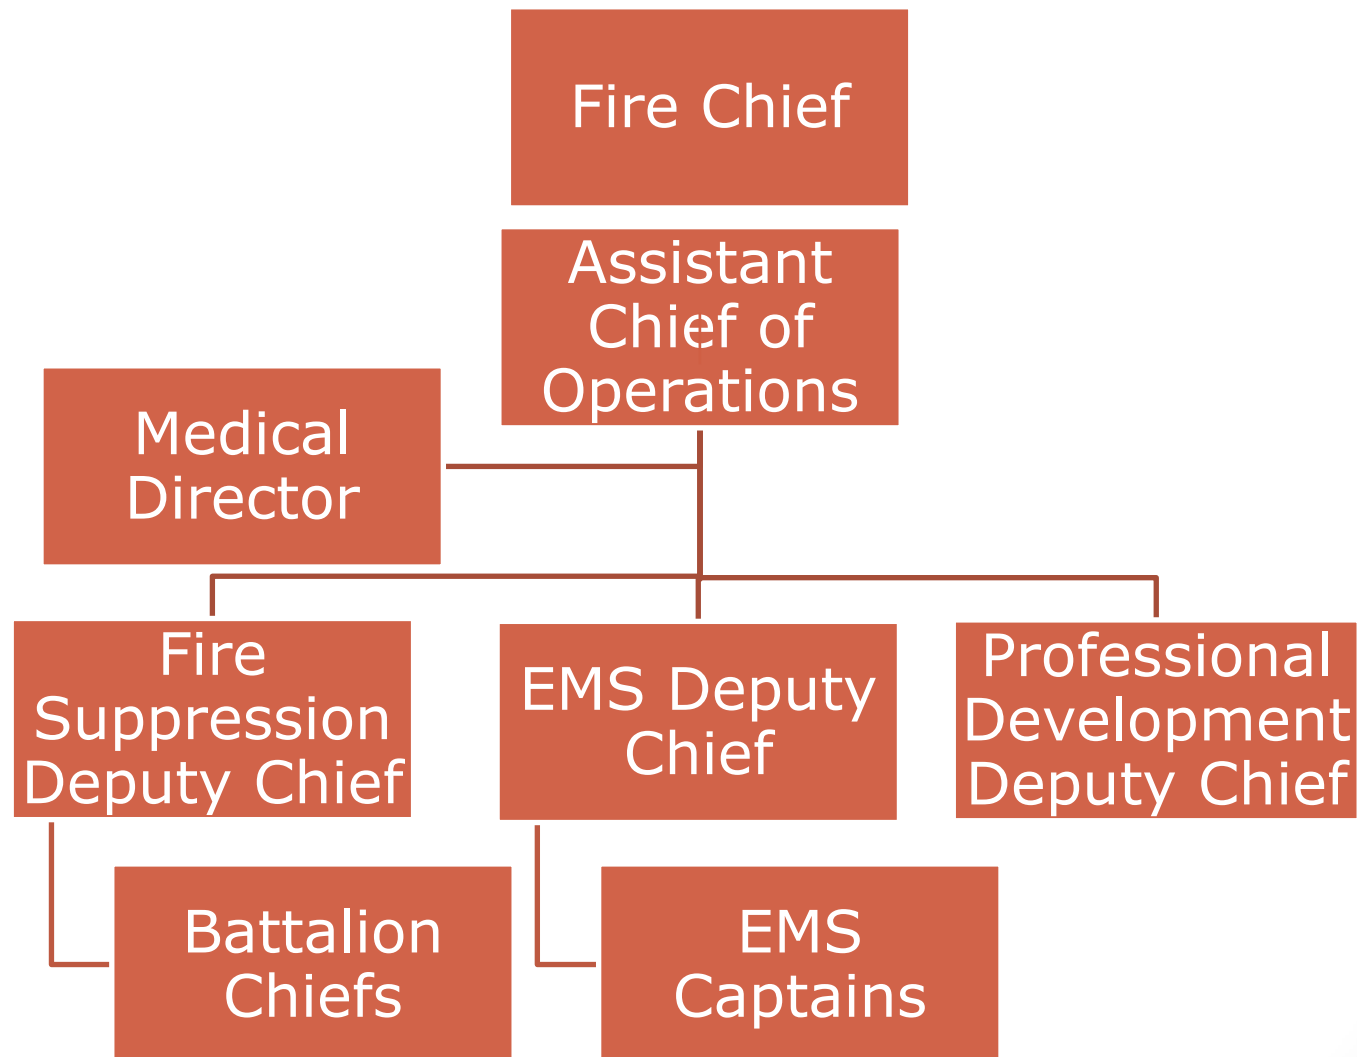 Fire Chief
Assistant
Chief of
Operations
Medical
Director
Fire
Suppression
Deputy Chief
EMS Deputy
Chief
Professional
Development
Deputy Chief
Battalion
Chiefs
EMS
Captains